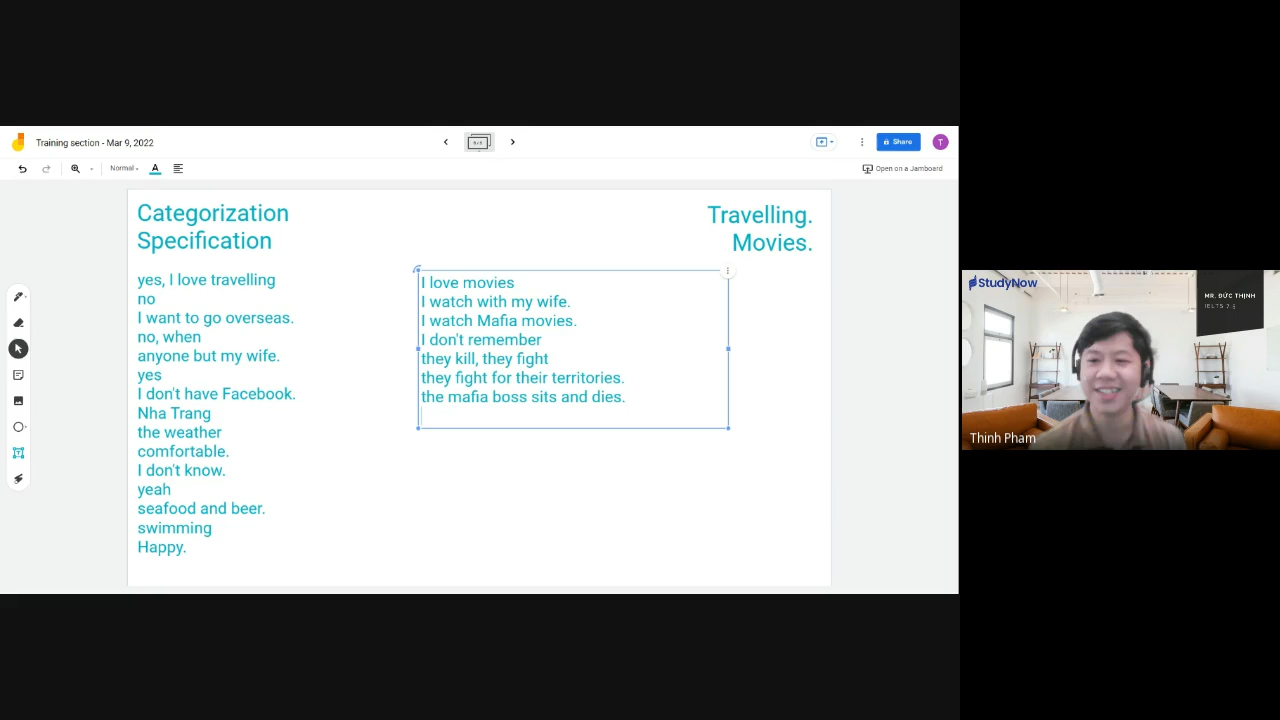 Training section - Mar 9, 2022
Share
T
Normal
A
Open on a Jamboard
Categorization
Specification
Travelling.
Movies.
yes, I love travelling
no
I want to go overseas.
no, when
anyone but my wife.
yes
I don't have Facebook.
Nha Trang
the weather
comfortable.
I don't know.
yeah
seafood and beer.
swimming
Happy.
I love movies
I watch with my wife.
I watch Mafia movies.
I don't remember
they kill, they fight
they fight for their territories.
the mafia boss sits and dies.
StudyNow
MR. ĐỨC THỊNH
Thinh Pham